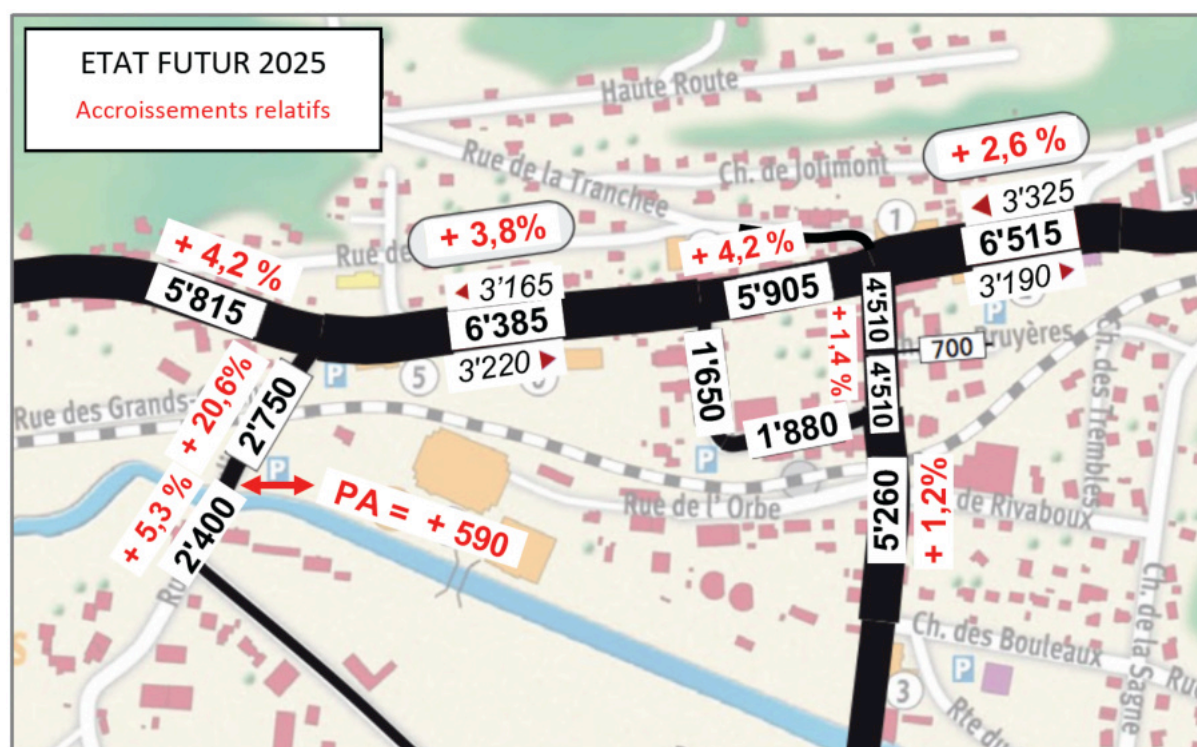 ETAT FUTUR 2025
Accroissements relatifs
Haute Route
Rue de la Tranchée
Ch. de Jolimont
+ 2,6 %
◄ 3'325
6'515
3'190 ►
1
+ 4,2 %
5'815
Rue de
+ 3,8%
◄ 3'165
6'385
3'220 ►
+ 4,2 %
5'905
4'510
+ 1,4 %
700
4'510
P
P
5
1'650
1'880
P
Rue des Grands-
+ 20,6%
2'750
P
+ 5,3 %
2'400
PA = + 590
Rue de l'Orbe
5'260
+ 1,2%
de Rivaboux
Ch. des Trembles
Ch. des Bouleaux
Ch. de la Sagne
P
3
Rte du